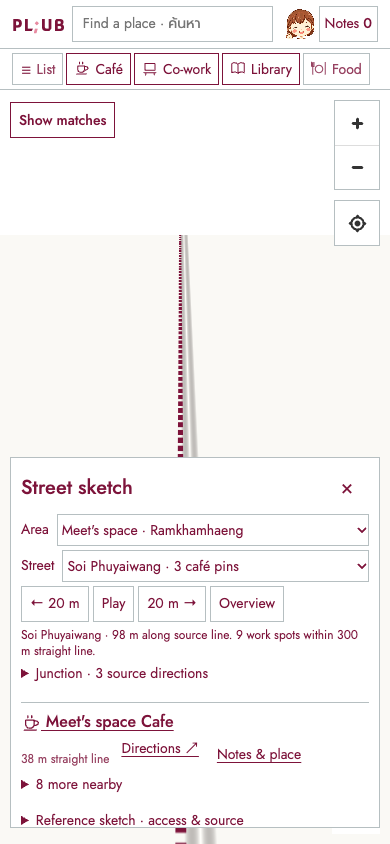 PL;UB
Find a place · ค้นหา
Notes 0
≡ List
Café
Co-work
Library
Food
Show matches
+
−
Street sketch
×
Area
Meet's space · Ramkhamhaeng
Street
Soi Phuyaiwang · 3 café pins
← 20 m
Play
20 m →
Overview
Soi Phuyaiwang · 98 m along source line. 9 work spots within 300
m straight line.
▶ Junction · 3 source directions
Meet's space Cafe
38 m straight line
Directions ↗
Notes & place
▶ 8 more nearby
▶ Reference sketch · access & source